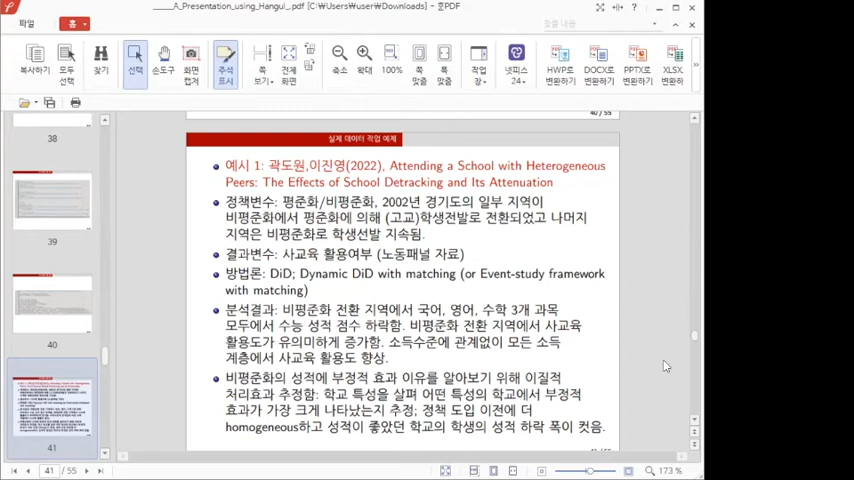 _____A_Presentation_using_Hangul_.pdf [C:\Users\user\Downloads] - 훈PDF
파일
홈
찾을 내용
복사하기
모두 선택
찾기
선택
손도구
화면 캡처
주석 표시
쪽 보기
전체 화면
축소
확대
100%
쪽 맞춤
폭 맞춤
작업 창
넷피스 24
HWP로 변환하기
DOCX로 변환하기
PPTX로 변환하기
XLSX. 변환하
38
39
40
41
40 / 55
실제 데이터 작업 예제
예시 1: 곽도원,이진영(2022), Attending a School with Heterogeneous
Peers: The Effects of School Detracking and Its Attenuation
정책변수: 평준화/비평준화, 2002년 경기도의 일부 지역이
비평준화에서 평준화에 의해 (고교)학생전발로 전환되었고 나머지
지역은 비평준화로 학생선발 지속됨.
결과변수: 사교육 활용여부 (노동패널 자료)
방법론: DiD; Dynamic DiD with matching (or Event-study framework
with matching)
분석결과: 비평준화 전환 지역에서 국어, 영어, 수학 3개 과목
모두에서 수능 성적 점수 하락함. 비평준화 전환 지역에서 사교육
활용도가 유의미하게 증가함. 소득수준에 관계없이 모든 소득
계층에서 사교육 활용도 향상.
비평준화의 성적에 부정적 효과 이유를 알아보기 위해 이질적
처리효과 추정함: 학교 특성을 살펴 어떤 특성의 학교에서 부정적
효과가 가장 크게 나타났는지 추정; 정책 도입 이전에 더
homogeneous하고 성적이 좋았던 학교의 학생의 성적 하락 폭이 컷음.
41 / 55
173 %